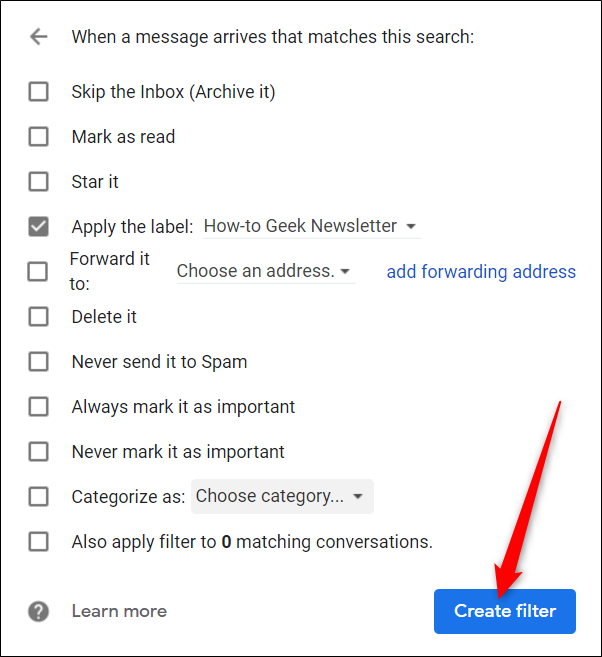 When a message arrives that matches this search:
Skip the Inbox (Archive it)
Mark as read
Star it
Apply the label: How-to Geek Newsletter
Forward it to: Choose an address. add forwarding address
Delete it
Never send it to Spam
Always mark it as important
Never mark it as important
Categorize as: Choose category...
Also apply filter to 0 matching conversations.
Learn more Create filter